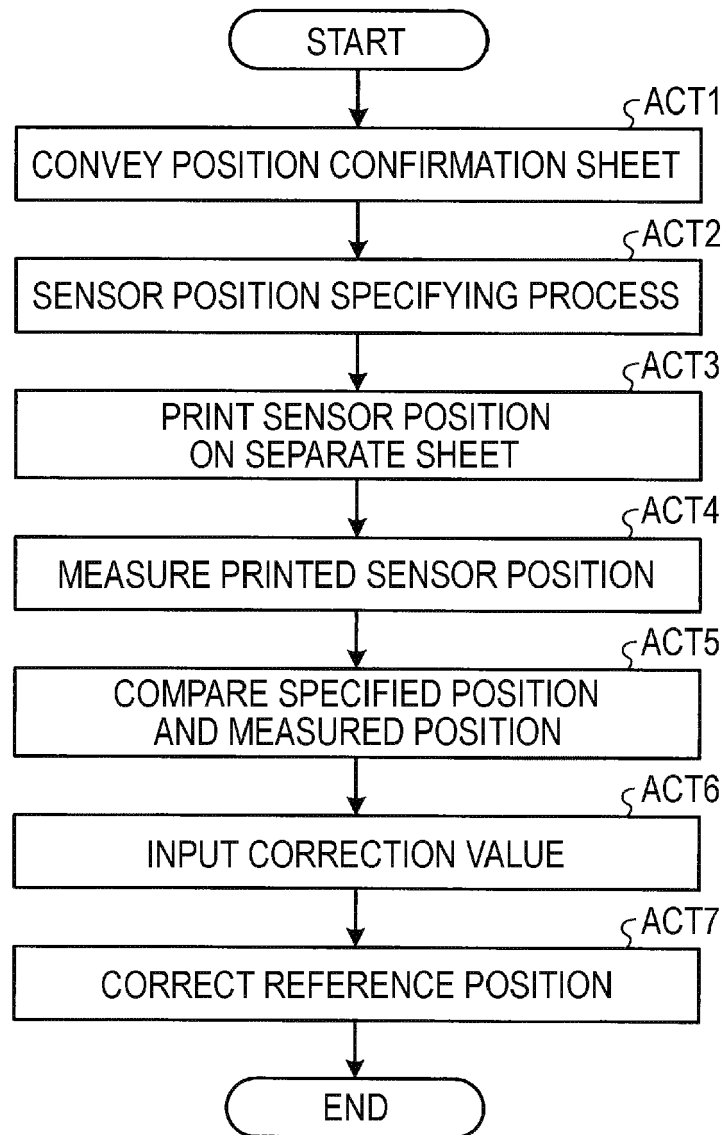 START
ACT1
CONVEY POSITION CONFIRMATION SHEET
ACT2
SENSOR POSITION SPECIFYING PROCESS
ACT3
PRINT SENSOR POSITION
ON SEPARATE SHEET
ACT4
MEASURE PRINTED SENSOR POSITION
ACT5
COMPARE SPECIFIED POSITION
AND MEASURED POSITION
ACT6
INPUT CORRECTION VALUE
ACT7
CORRECT REFERENCE POSITION
END